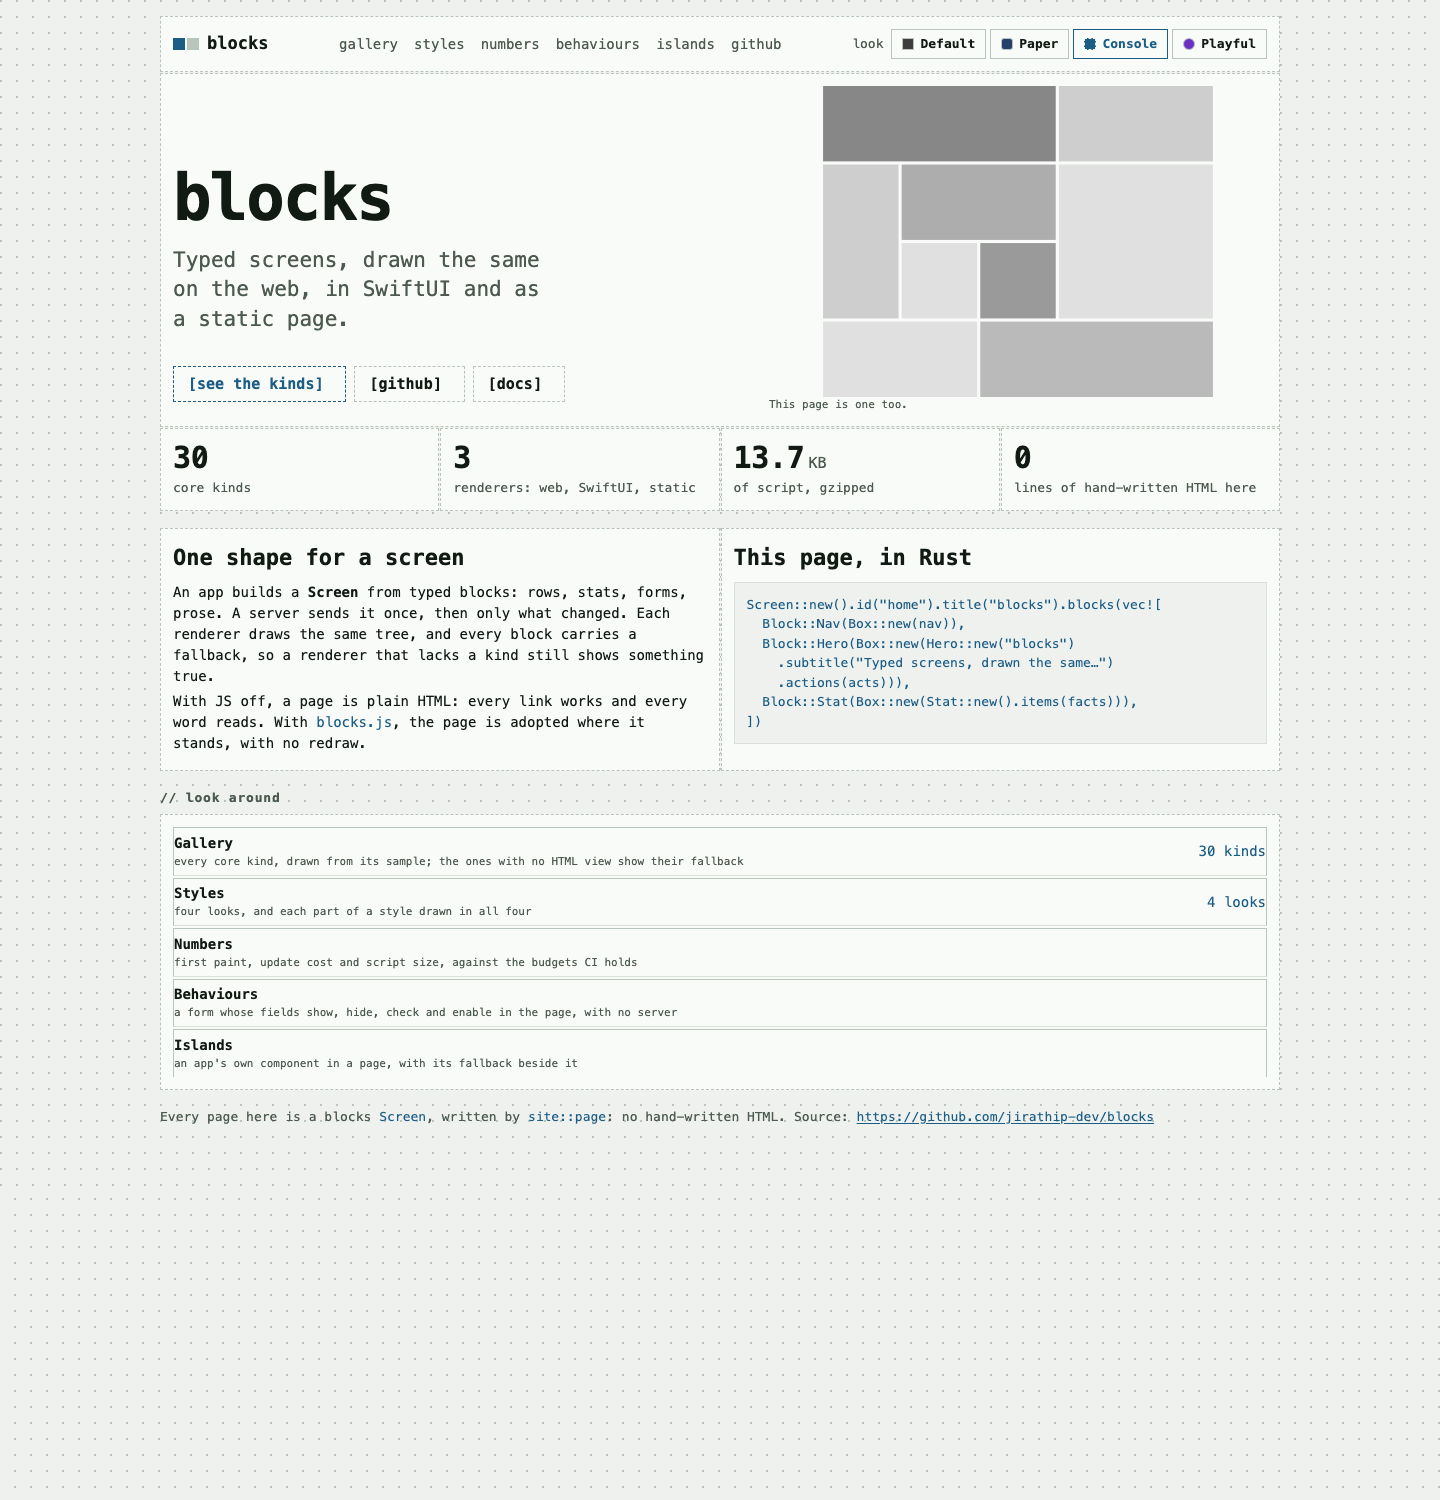 blocks
gallery styles numbers behaviours islands github
look Default Paper Console Playful
blocks
Typed screens, drawn the same
on the web, in SwiftUI and as
a static page.
[see the kinds] [github] [docs]
This page is one too.
30
core kinds
3
renderers: web, SwiftUI, static
13.7 KB
of script, gzipped
0
lines of hand-written HTML here
One shape for a screen
An app builds a Screen from typed blocks: rows, stats, forms,
prose. A server sends it once, then only what changed. Each
renderer draws the same tree, and every block carries a
fallback, so a renderer that lacks a kind still shows something
true.
With JS off, a page is plain HTML: every link works and every
word reads. With blocks.js, the page is adopted where it
stands, with no redraw.
This page, in Rust
Screen::new().id("home").title("blocks").blocks(vec![
  Block::Nav(Box::new(nav)),
  Block::Hero(Box::new(Hero::new("blocks")
    .subtitle("Typed screens, drawn the same…")
    .actions(acts))),
  Block::Stat(Box::new(Stat::new().items(facts))),
])
// look around
Gallery
every core kind, drawn from its sample; the ones with no HTML view show their fallback
30 kinds
Styles
four looks, and each part of a style drawn in all four
4 looks
Numbers
first paint, update cost and script size, against the budgets CI holds
Behaviours
a form whose fields show, hide, check and enable in the page, with no server
Islands
an app's own component in a page, with its fallback beside it
Every page here is a blocks Screen, written by site::page: no hand-written HTML. Source: https://github.com/jirathip-dev/blocks